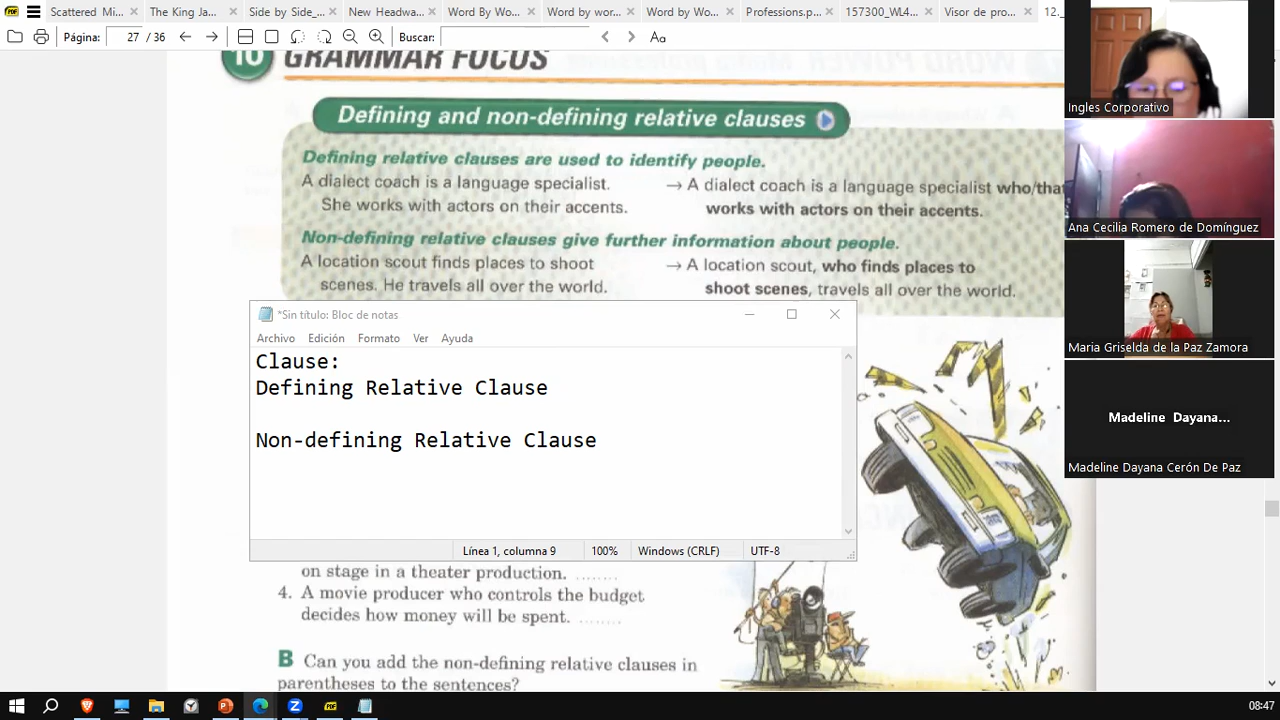 Scattered Mi...
The King Ja...
Side by Side_...
New Headwa...
Word By Wo...
Word by wor...
Word by Wo...
Professions.p...
157300_WL4...
Visor de pro...
12._
Página: 27 / 36 Buscar:
10 GRAMMAR FOCUS
Defining and non-defining relative clauses
Defining relative clauses are used to identify people.
A dialect coach is a language specialist. → A dialect coach is a language specialist who/that
She works with actors on their accents. works with actors on their accents.
Non-defining relative clauses give further information about people.
A location scout finds places to shoot → A location scout, who finds places to
scenes. He travels all over the world. shoot scenes, travels all over the world.
*Sin título: Bloc de notas
Archivo Edición Formato Ver Ayuda
Clause:
Defining Relative Clause
Non-defining Relative Clause
Línea 1, columna 9 100% Windows (CRLF) UTF-8
on stage in a theater production. ........
4. A movie producer who controls the budget
decides how money will be spent. ........
B Can you add the non-defining relative clauses in
parentheses to the sentences?
Ingles Corporativo
Ana Cecilia Romero de Domínguez
Maria Griselda de la Paz Zamora
Madeline Dayana...
Madeline Dayana Cerón De Paz
08:47